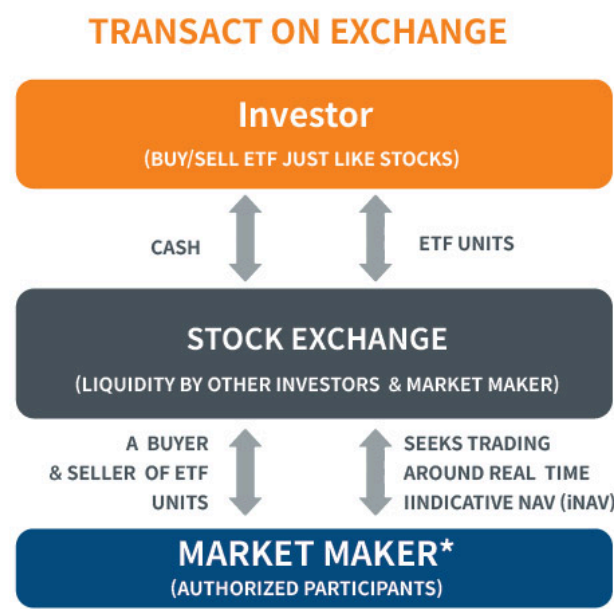 TRANSACT ON EXCHANGE
Investor
(BUY/SELL ETF JUST LIKE STOCKS)
CASH
ETF UNITS
STOCK EXCHANGE
(LIQUIDITY BY OTHER INVESTORS & MARKET MAKER)
A BUYER
& SELLER OF ETF
UNITS
SEEKS TRADING
AROUND REAL TIME
IINDICATIVE NAV (iNAV)
MARKET MAKER*
(AUTHORIZED PARTICIPANTS)